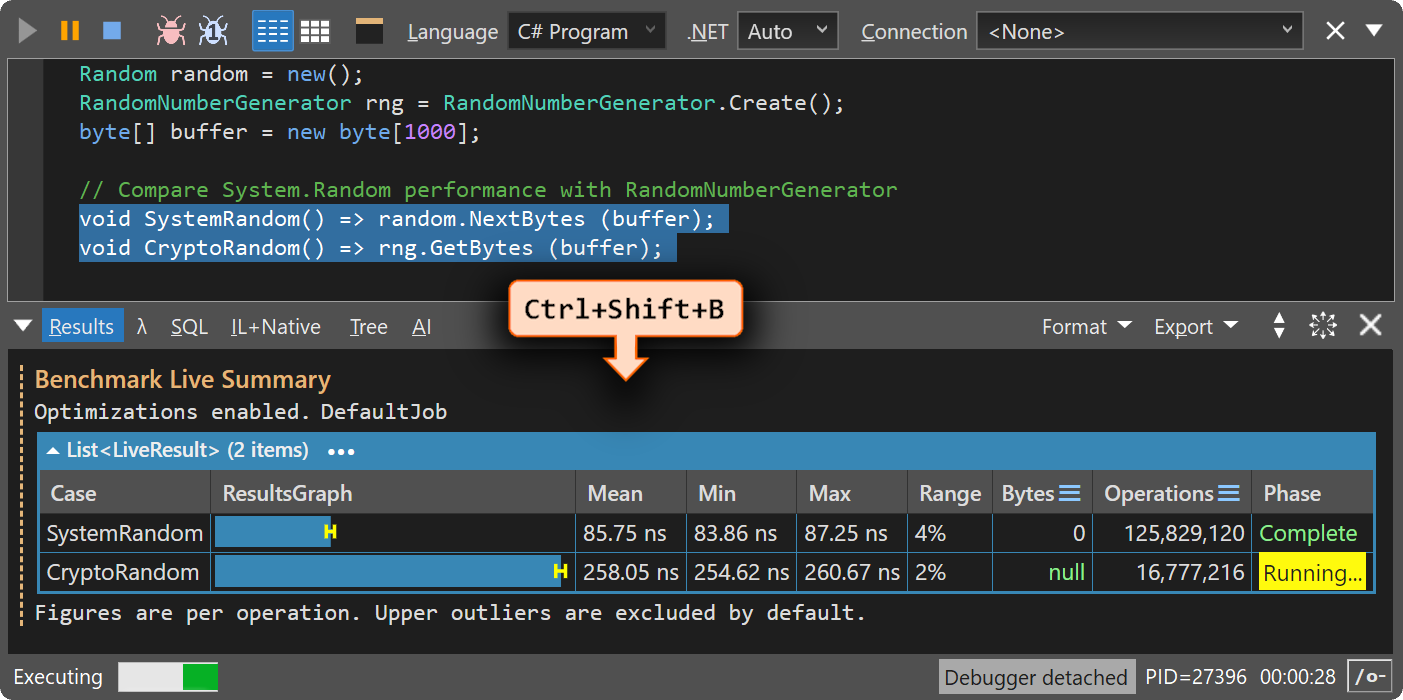 1 Language C# Program .NET Auto Connection <None>
Random random = new();
RandomNumberGenerator rng = RandomNumberGenerator.Create();
byte[] buffer = new byte[1000];
// Compare System.Random performance with RandomNumberGenerator
void SystemRandom() => random.NextBytes (buffer);
void CryptoRandom() => rng.GetBytes (buffer);
Ctrl+Shift+B
Results λ SQL IL+Native Tree AI Format Export
Benchmark Live Summary
Optimizations enabled. DefaultJob
List<LiveResult> (2 items) •••
Case ResultsGraph Mean Min Max Range Bytes Operations Phase
SystemRandom 85.75 ns 83.86 ns 87.25 ns 4% 0 125,829,120 Complete
CryptoRandom 258.05 ns 254.62 ns 260.67 ns 2% null 16,777,216 Running...
Figures are per operation. Upper outliers are excluded by default.
Executing Debugger detached PID=27396 00:00:28 /o-